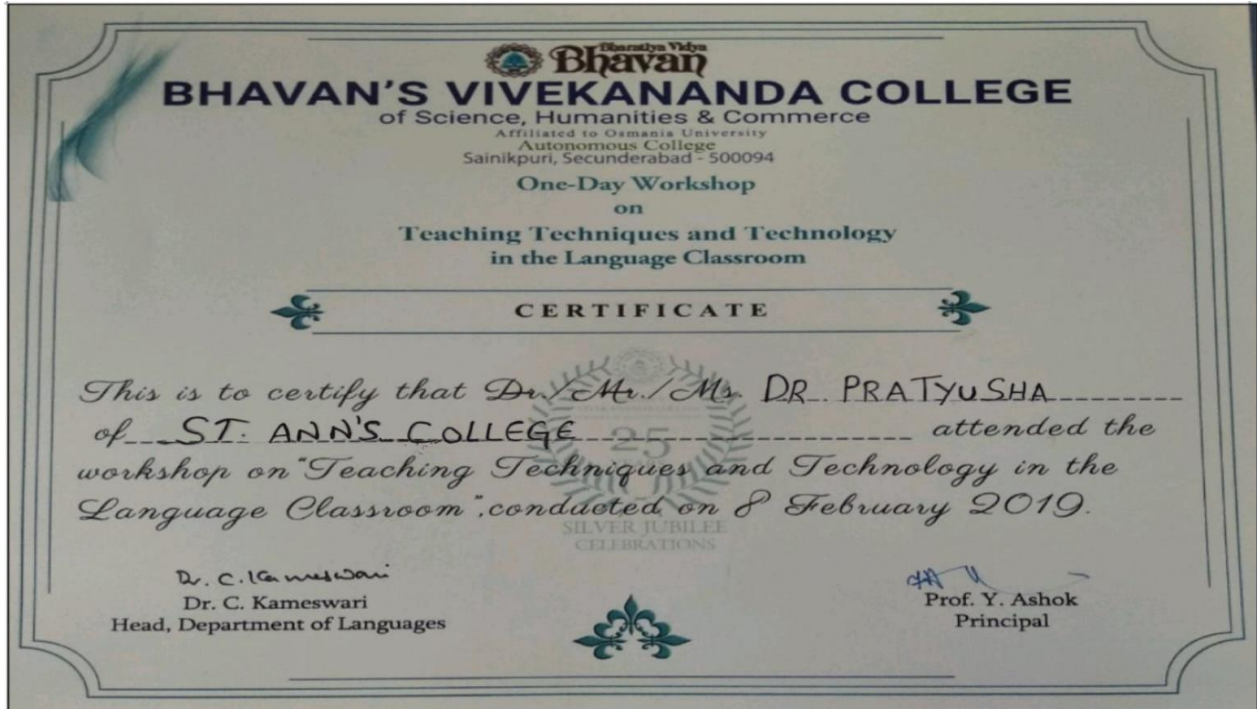 Bharatiya Vidya
Bhavan
BHAVAN'S VIVEKANANDA COLLEGE
of Science, Humanities & Commerce
Affiliated to Osmania University
Autonomous College
Sainikpuri, Secunderabad - 500094
One-Day Workshop
on
Teaching Techniques and Technology
in the Language Classroom
CERTIFICATE
This is to certify that Dr./Mr./Ms. DR PRATYUSHA
of ST. ANN'S COLLEGE attended the
workshop on "Teaching Techniques and Technology in the
Language Classroom", conducted on 8 February 2019.
25
SILVER JUBILEE
CELEBRATIONS
Dr. C. Kameswari
Dr. C. Kameswari
Head, Department of Languages
Prof. Y. Ashok
Principal